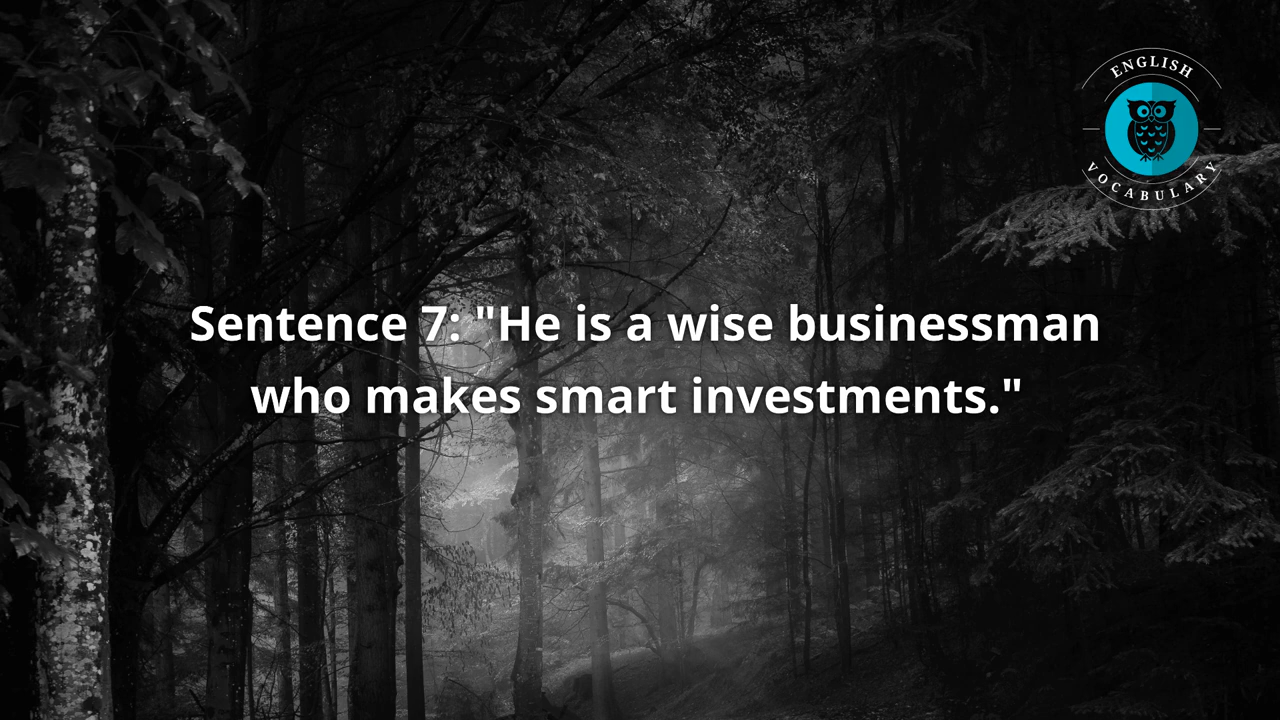 ENGLISH
VOCABULARY
Sentence 7: "He is a wise businessman
who makes smart investments."